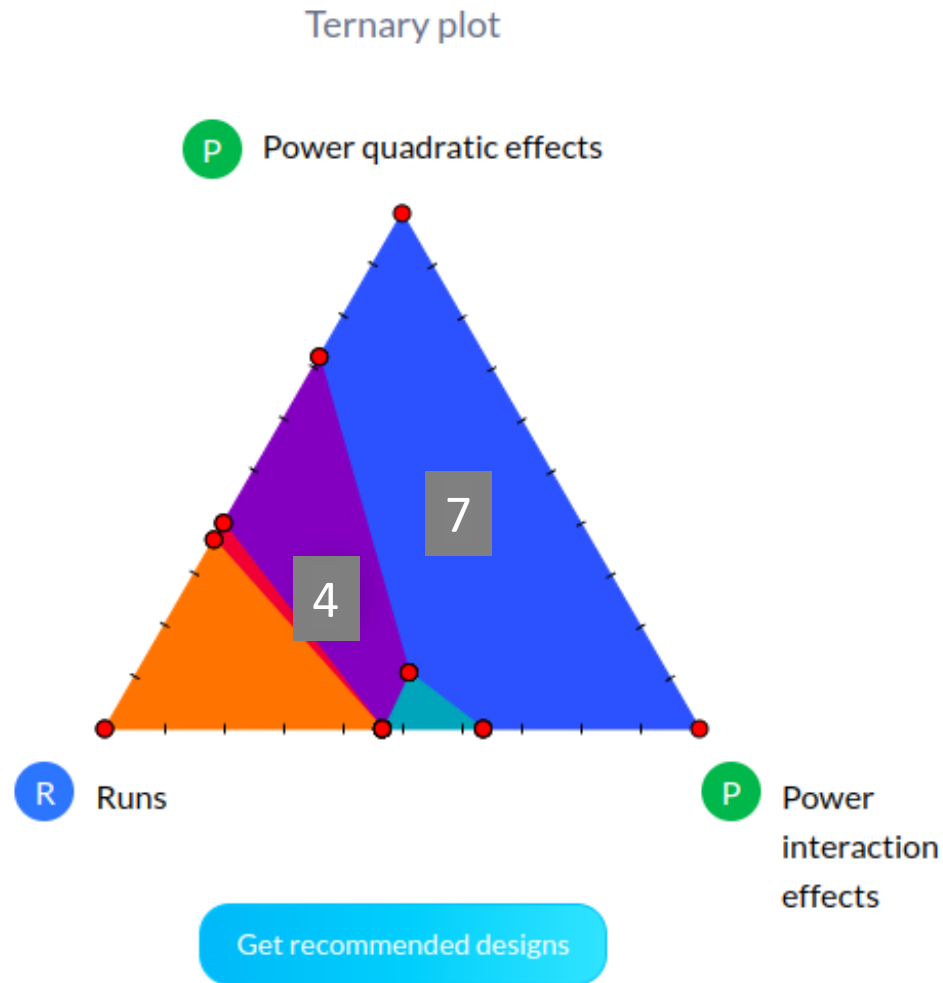 Ternary plot
P Power quadratic effects
7
4
R Runs
P Power
interaction
effects
Get recommended designs